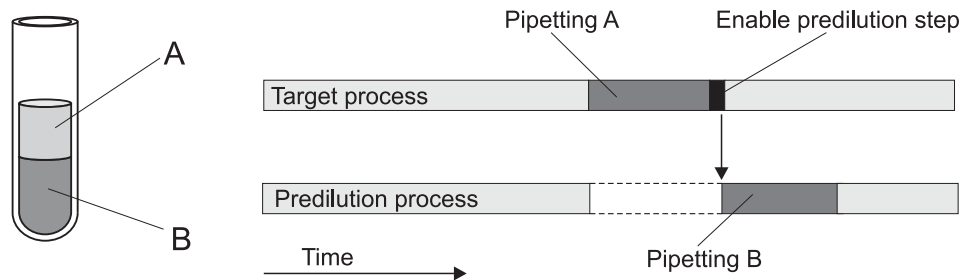 A
B
Pipetting A
Enable predilution step
Target process
Predilution process
Time
Pipetting B